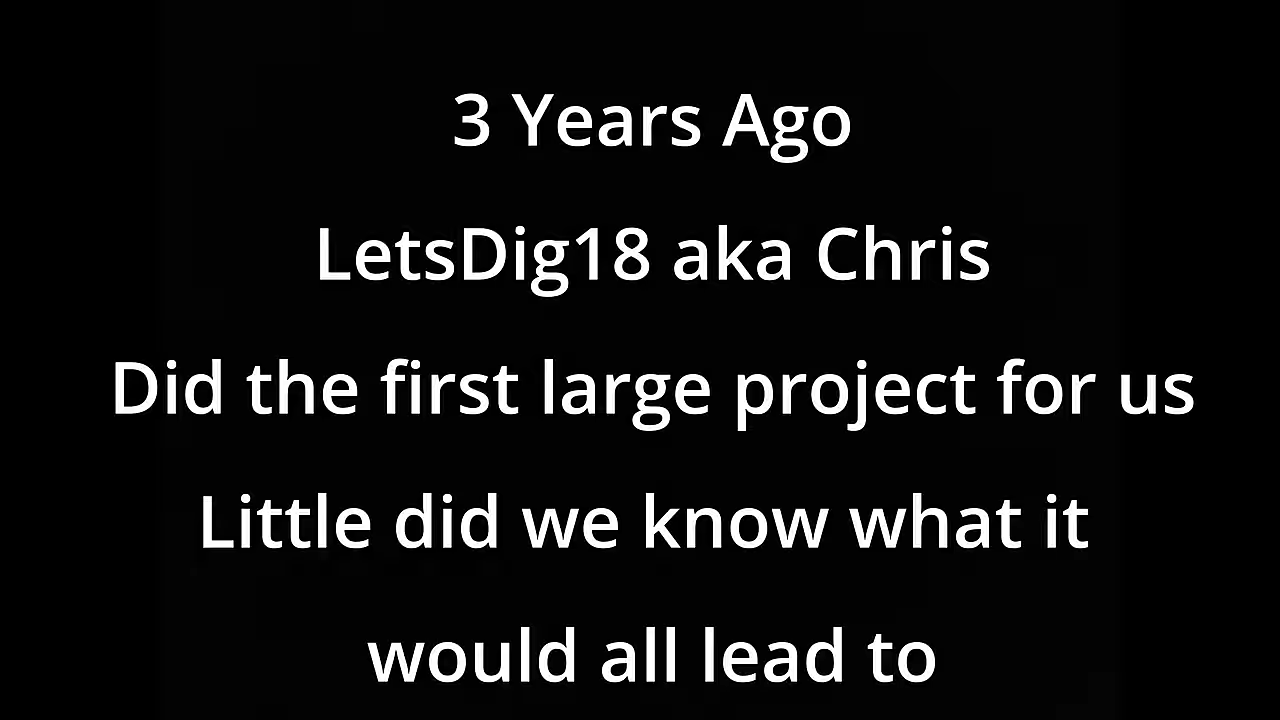 3 Years Ago
LetsDig18 aka Chris
Did the first large project for us
Little did we know what it
would all lead to